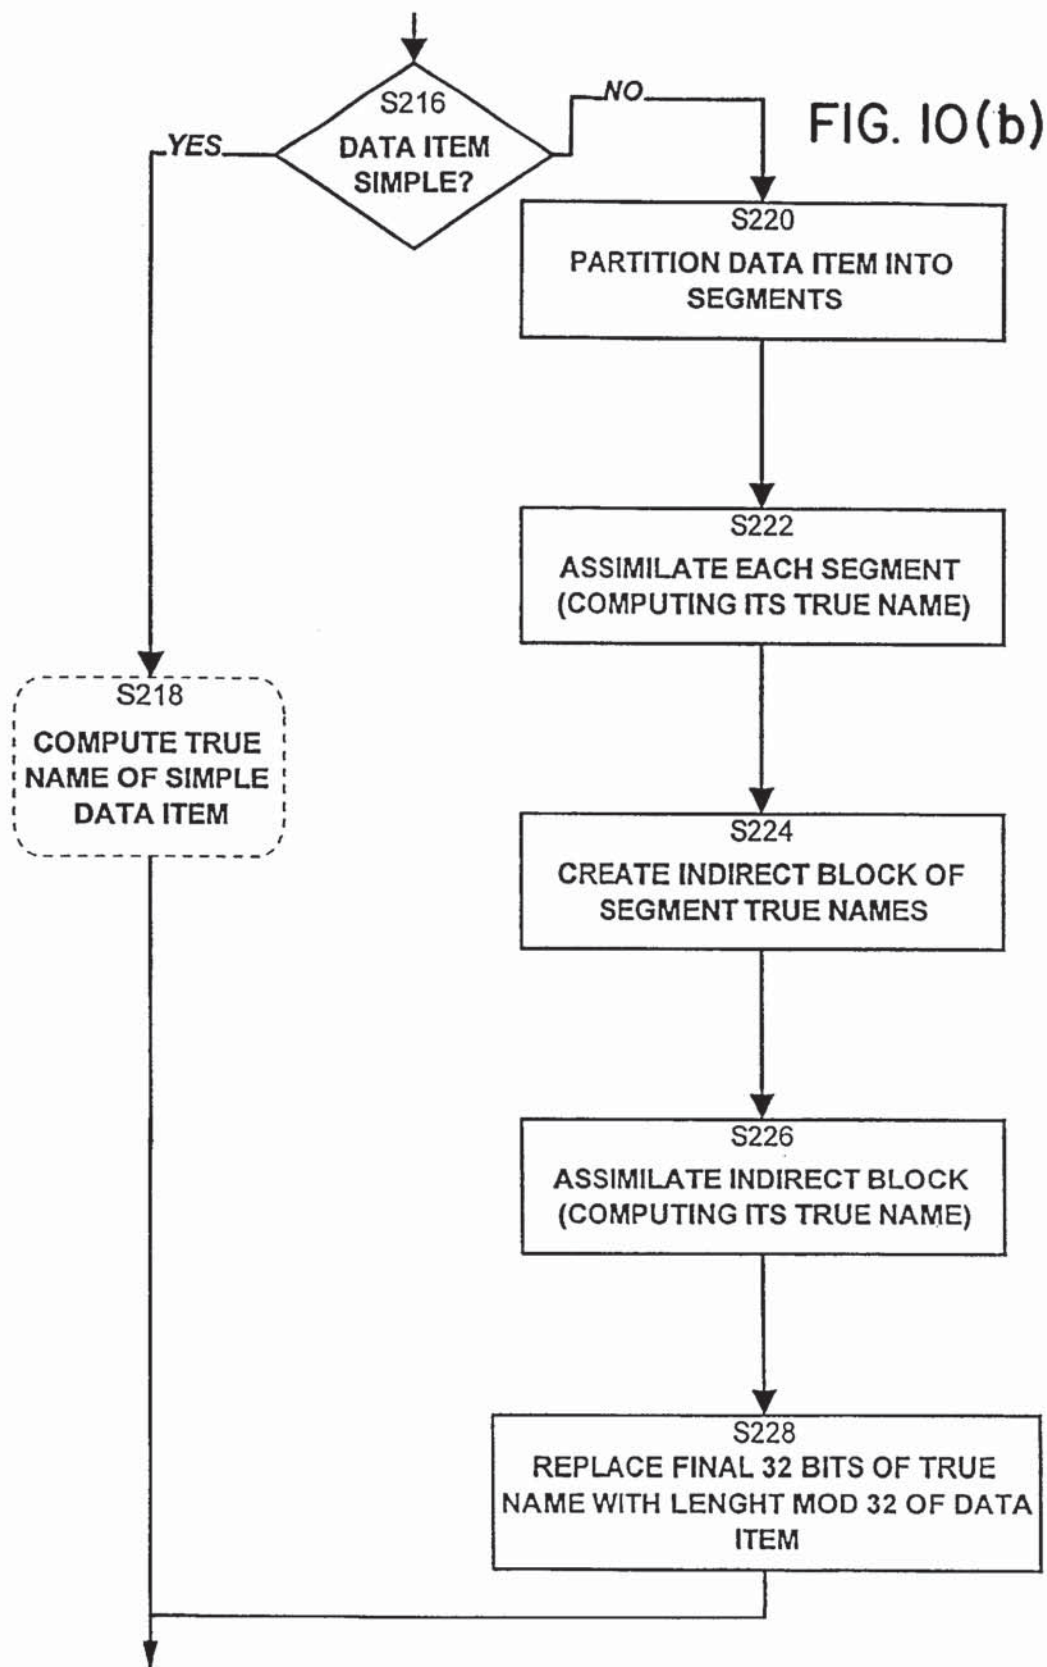 S216
DATA ITEM
SIMPLE?
YES
NO
FIG. 10(b)
S220
PARTITION DATA ITEM INTO
SEGMENTS
S222
ASSIMILATE EACH SEGMENT
(COMPUTING ITS TRUE NAME)
S218
COMPUTE TRUE
NAME OF SIMPLE
DATA ITEM
S224
CREATE INDIRECT BLOCK OF
SEGMENT TRUE NAMES
S226
ASSIMILATE INDIRECT BLOCK
(COMPUTING ITS TRUE NAME)
S228
REPLACE FINAL 32 BITS OF TRUE
NAME WITH LENGHT MOD 32 OF DATA
ITEM